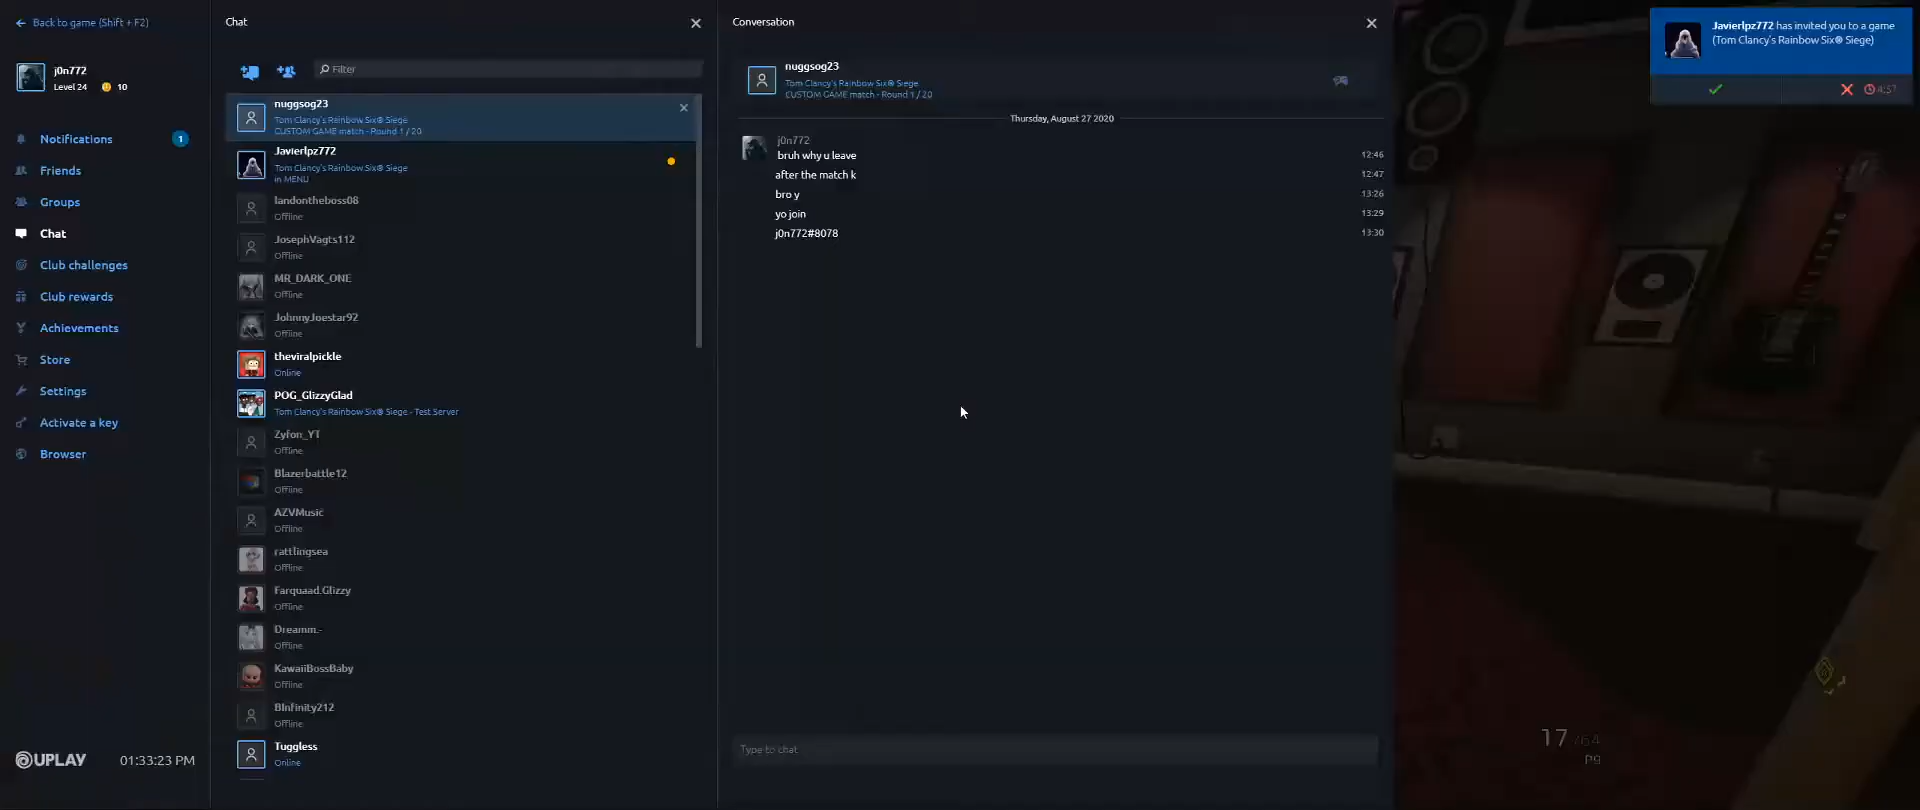 Back to game (Shift + F2)
j0n772
Level 24
10
Notifications
1
Friends
Groups
Chat
Club challenges
Club rewards
Achievements
Store
Settings
Activate a key
Browser
UPLAY
01:33:23 PM
Chat
Filter
nuggsog23
Tom Clancy's Rainbow Six® Siege
CUSTOM GAME match - Round 1 / 20
Javierlpz772
Tom Clancy's Rainbow Six® Siege
in MENU
landontheboss08
Offline
JosephVagts112
Offline
MR_DARK_ONE
Offline
JohnnyJoestar92
Offline
theviralpickle
Online
POG_GlizzyGlad
Tom Clancy's Rainbow Six® Siege - Test Server
Zyfon_YT
Offline
Blazerbattle12
Offline
AZVMusic
Offline
rattlingsea
Offline
Farquaad.Glizzy
Offline
Dreamm.-
Offline
KawaiiBossBaby
Offline
BInfinity212
Offline
Tuggless
Online
Conversation
nuggsog23
Tom Clancy's Rainbow Six® Siege
CUSTOM GAME match - Round 1 / 20
Thursday, August 27 2020
j0n772
bruh why u leave 12:46
after the match k 12:47
bro y 13:26
yo join 13:29
j0n772#8078 13:30
Type to chat
Javierlpz772 has invited you to a game
(Tom Clancy's Rainbow Six® Siege)
4:57
17/64